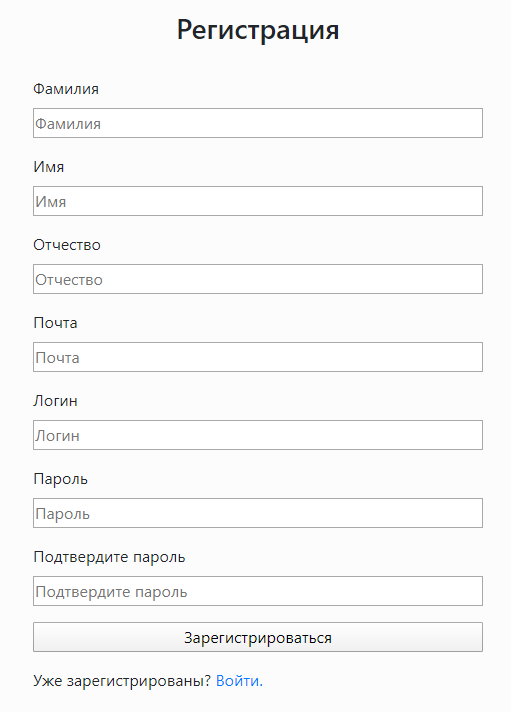 Регистрация
Фамилия
Фамилия
Имя
Имя
Отчество
Отчество
Почта
Почта
Логин
Логин
Пароль
Пароль
Подтвердите пароль
Подтвердите пароль
Зарегистрироваться
Уже зарегистрированы? Войти.